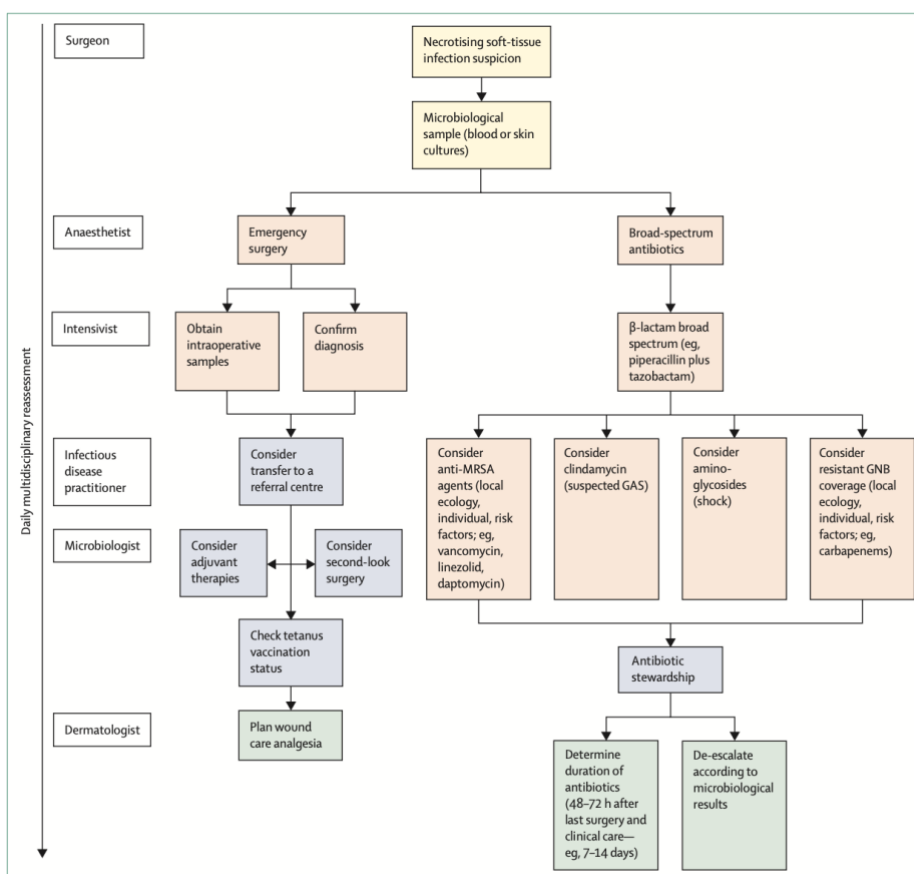 Daily multidisciplinary reassessment
Surgeon
Necrotising soft-tissue
infection suspicion
Microbiological
sample (blood or skin
cultures)
Anaesthetist
Emergency
surgery
Broad-spectrum
antibiotics
Intensivist
Obtain
intraoperative
samples
Confirm
diagnosis
β-lactam broad
spectrum (eg,
piperacillin plus
tazobactam)
Infectious
disease
practitioner
Consider
transfer to a
referral centre
Consider
anti-MRSA
agents (local
ecology,
individual, risk
factors; eg,
vancomycin,
linezolid,
daptomycin)
Consider
clindamycin
(suspected GAS)
Consider
amino-
glycosides
(shock)
Consider
resistant GNB
coverage (local
ecology,
individual, risk
factors; eg,
carbapenems)
Microbiologist
Consider
adjuvant
therapies
Consider
second-look
surgery
Check tetanus
vaccination
status
Antibiotic
stewardship
Dermatologist
Plan wound
care analgesia
Determine
duration of
antibiotics
(48–72 h after
last surgery and
clinical care—
eg, 7–14 days)
De-escalate
according to
microbiological
results